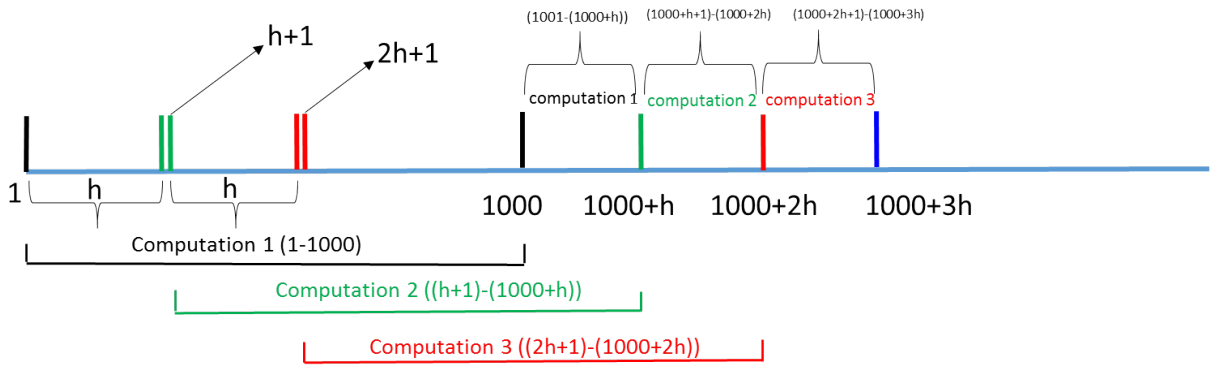 (1001-(1000+h)) (1000+h+1)-(1000+2h) (1000+2h+1)-(1000+3h)
h+1
2h+1
computation 1 computation 2 computation 3
1 h h 1000 1000+h 1000+2h 1000+3h
Computation 1 (1-1000)
Computation 2 ((h+1)-(1000+h))
Computation 3 ((2h+1)-(1000+2h))